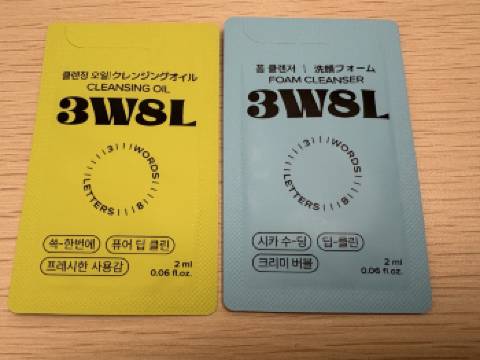 클렌징 오일 | クレンジングオイル
CLEANSING OIL
3W8L
3 WORDS
8 LETTERS
쏙-한번에
퓨어 딥 클린
프레시한 사용감
2 ml
0.06 fl.oz.
폼 클렌저 | 洗顔フォーム
FOAM CLEANSER
3W8L
3 WORDS
8 LETTERS
시카 수-딩
딥-클린
크리미 버블
2 ml
0.06 fl.oz.